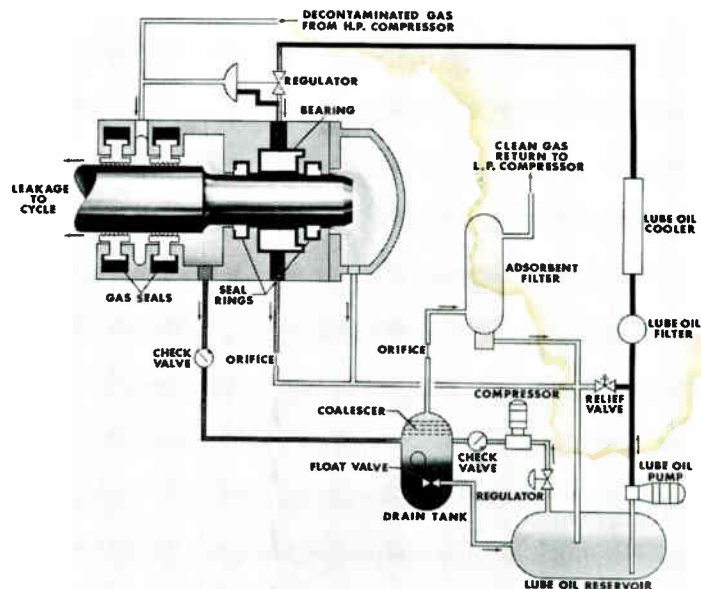 DECONTAMINATED GAS
FROM H.P. COMPRESSOR
REGULATOR
BEARING
CLEAN GAS
RETURN TO
L.P. COMPRESSOR
LEAKAGE
TO
CYCLE
LUBE OIL
COOLER
ADSORBENT
FILTER
GAS SEALS
SEAL
RINGS
LUBE OIL
FILTER
CHECK
VALVE
ORIFICE
ORIFICE
COMPRESSOR
RELIEF
VALVE
COALESCER
CHECK
VALVE
FLOAT VALVE
LUBE OIL
PUMP
REGULATOR
DRAIN TANK
LUBE OIL RESERVOIR